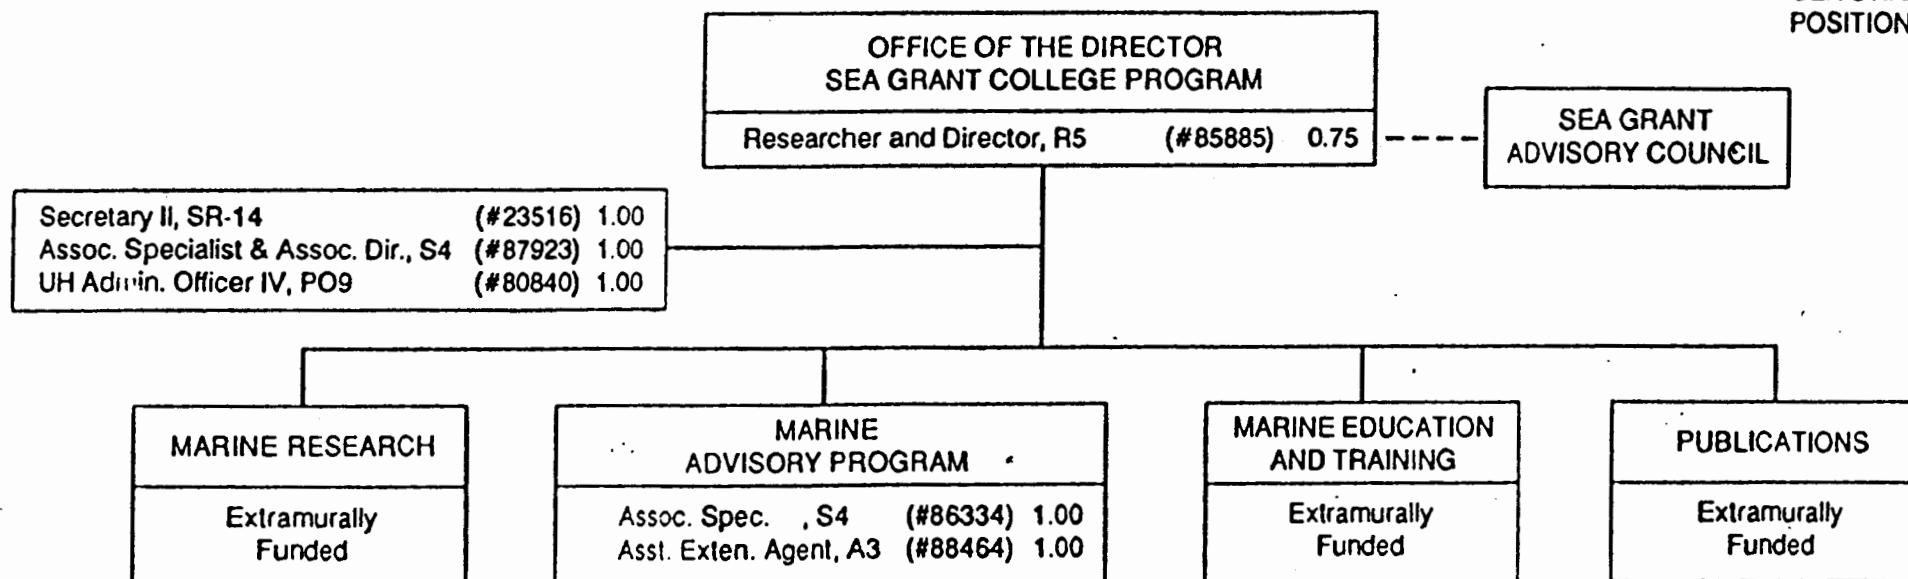 POSITION
OFFICE OF THE DIRECTOR
SEA GRANT COLLEGE PROGRAM
Researcher and Director, R5 (#85885) 0.75
SEA GRANT
ADVISORY COUNCIL
Secretary II, SR-14 (#23516) 1.00
Assoc. Specialist & Assoc. Dir., S4 (#87923) 1.00
UH Admin. Officer IV, PO9 (#80840) 1.00
MARINE RESEARCH
Extramurally
Funded
MARINE
ADVISORY PROGRAM
Assoc. Spec. , S4 (#86334) 1.00
Asst. Exten. Agent, A3 (#88464) 1.00
MARINE EDUCATION
AND TRAINING
Extramurally
Funded
PUBLICATIONS
Extramurally
Funded